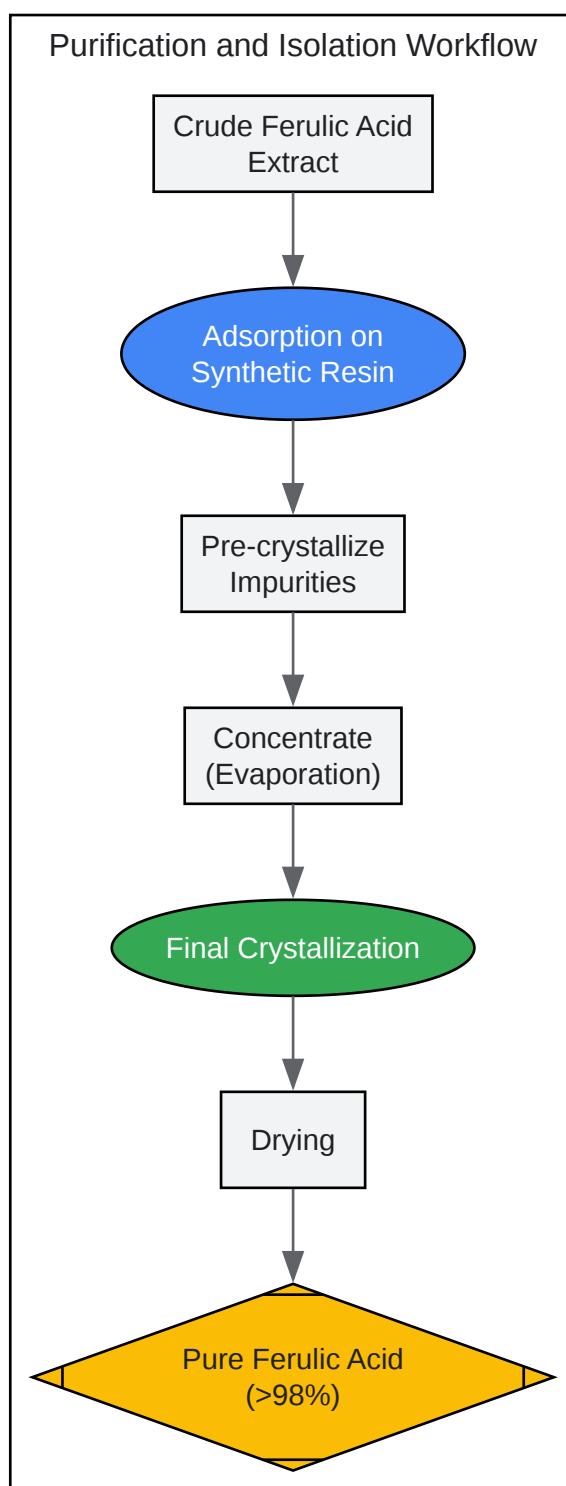 Purification and Isolation Workflow
Crude Ferulic Acid
Extract
Adsorption on
Synthetic Resin
Pre-crystallize
Impurities
Concentrate
(Evaporation)
Final Crystallization
Drying
Pure Ferulic Acid
(>98%)